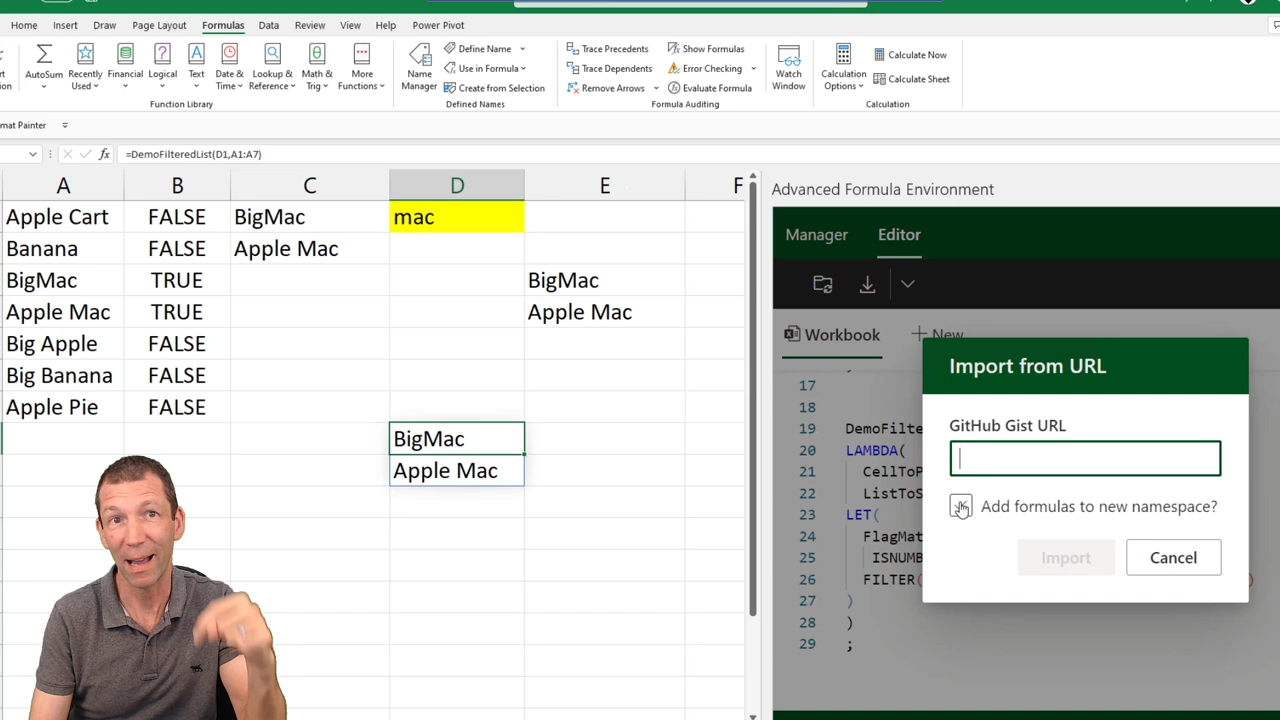 Home Insert Draw Page Layout Formulas Data Review View Help Power Pivot
AutoSum Recently Used Financial Logical Text Date & Time Lookup & Reference Math & Trig More Functions
Function Library
Name Manager
Define Name
Use in Formula
Create from Selection
Defined Names
Trace Precedents
Trace Dependents
Remove Arrows
Show Formulas
Error Checking
Evaluate Formula
Formula Auditing
Watch Window
Calculation Options
Calculate Now
Calculate Sheet
Calculation
mat Painter
fx =DemoFilteredList(D1,A1:A7)
A B C D E F
Apple Cart FALSE BigMac mac
Banana FALSE Apple Mac
BigMac TRUE BigMac
Apple Mac TRUE Apple Mac
Big Apple FALSE
Big Banana FALSE
Apple Pie FALSE
BigMac
Apple Mac
Advanced Formula Environment
Manager Editor
Workbook + New
17
18
19 DemoFilte
20 LAMBDA(
21 CellToF
22 ListToS
23 LET(
24 FlagMat
25 ISNUMB
26 FILTER( )
27 )
28 )
29 ;
Import from URL
GitHub Gist URL
Add formulas to new namespace?
Import Cancel